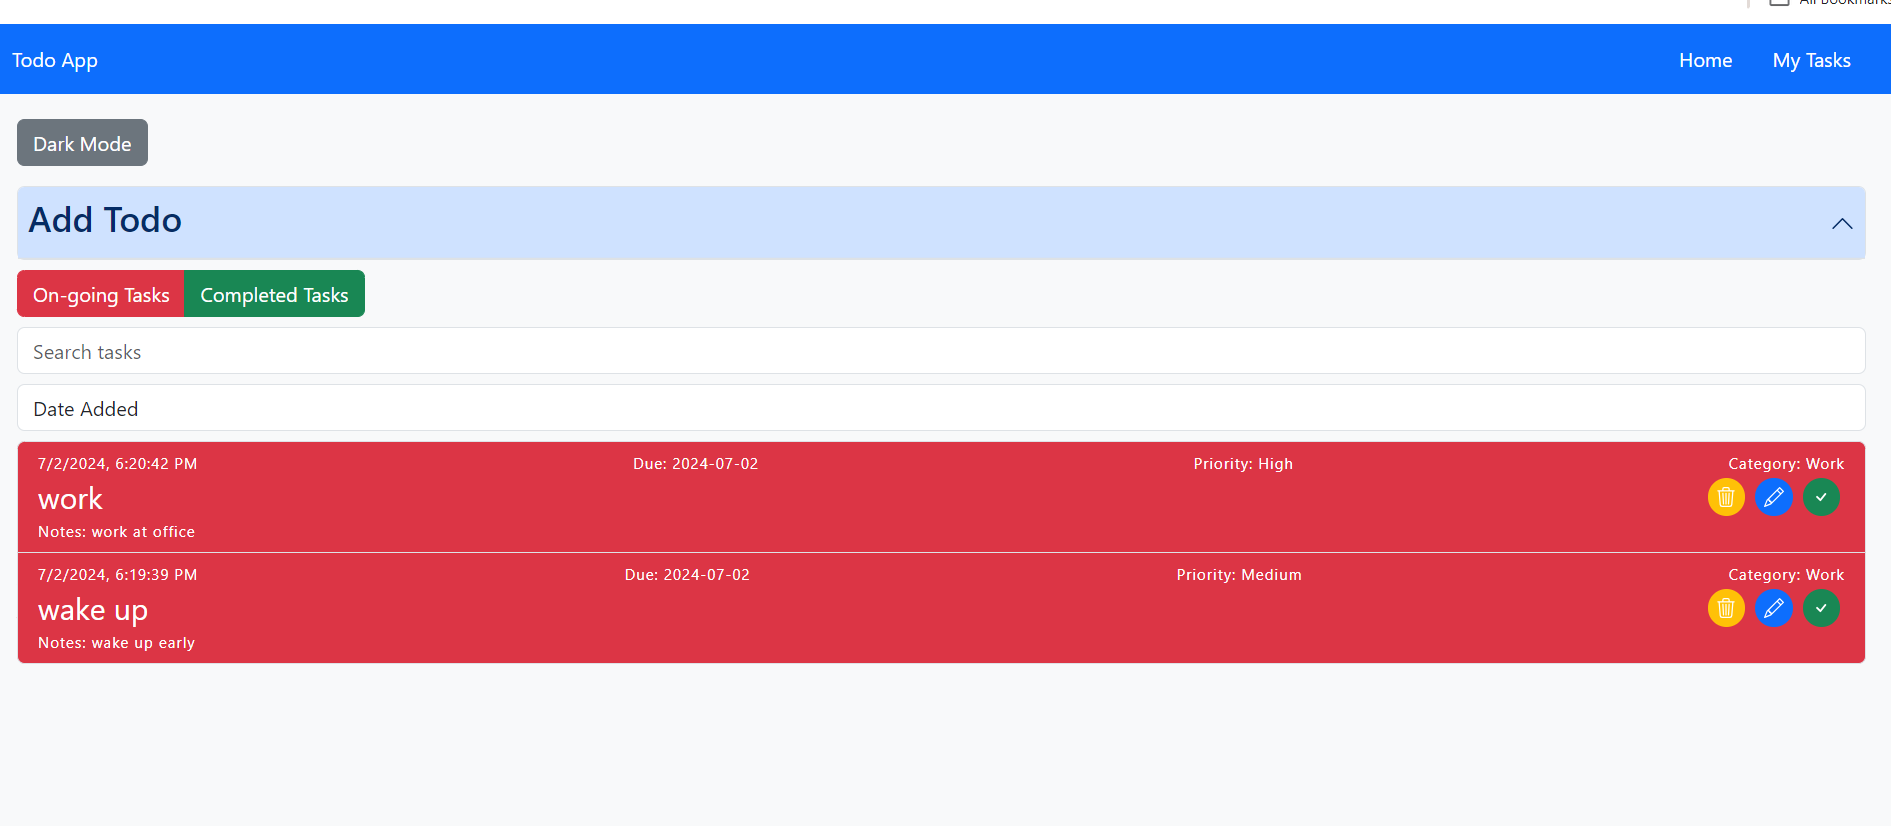 All Bookmarks
Todo App Home My Tasks
Dark Mode
Add Todo
On-going Tasks Completed Tasks
Search tasks
Date Added
7/2/2024, 6:20:42 PM Due: 2024-07-02 Priority: High Category: Work
work
Notes: work at office
7/2/2024, 6:19:39 PM Due: 2024-07-02 Priority: Medium Category: Work
wake up
Notes: wake up early